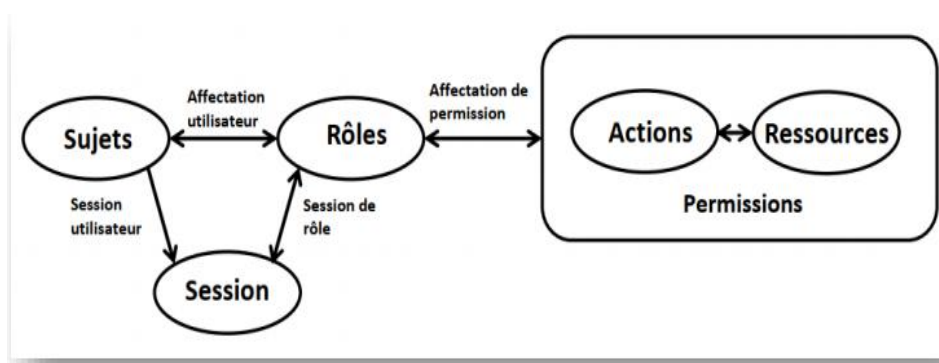 Sujets
Affectation
utilisateur
Rôles
Affectation de
permission
Actions
Ressources
Permissions
Session
utilisateur
Session de
rôle
Session